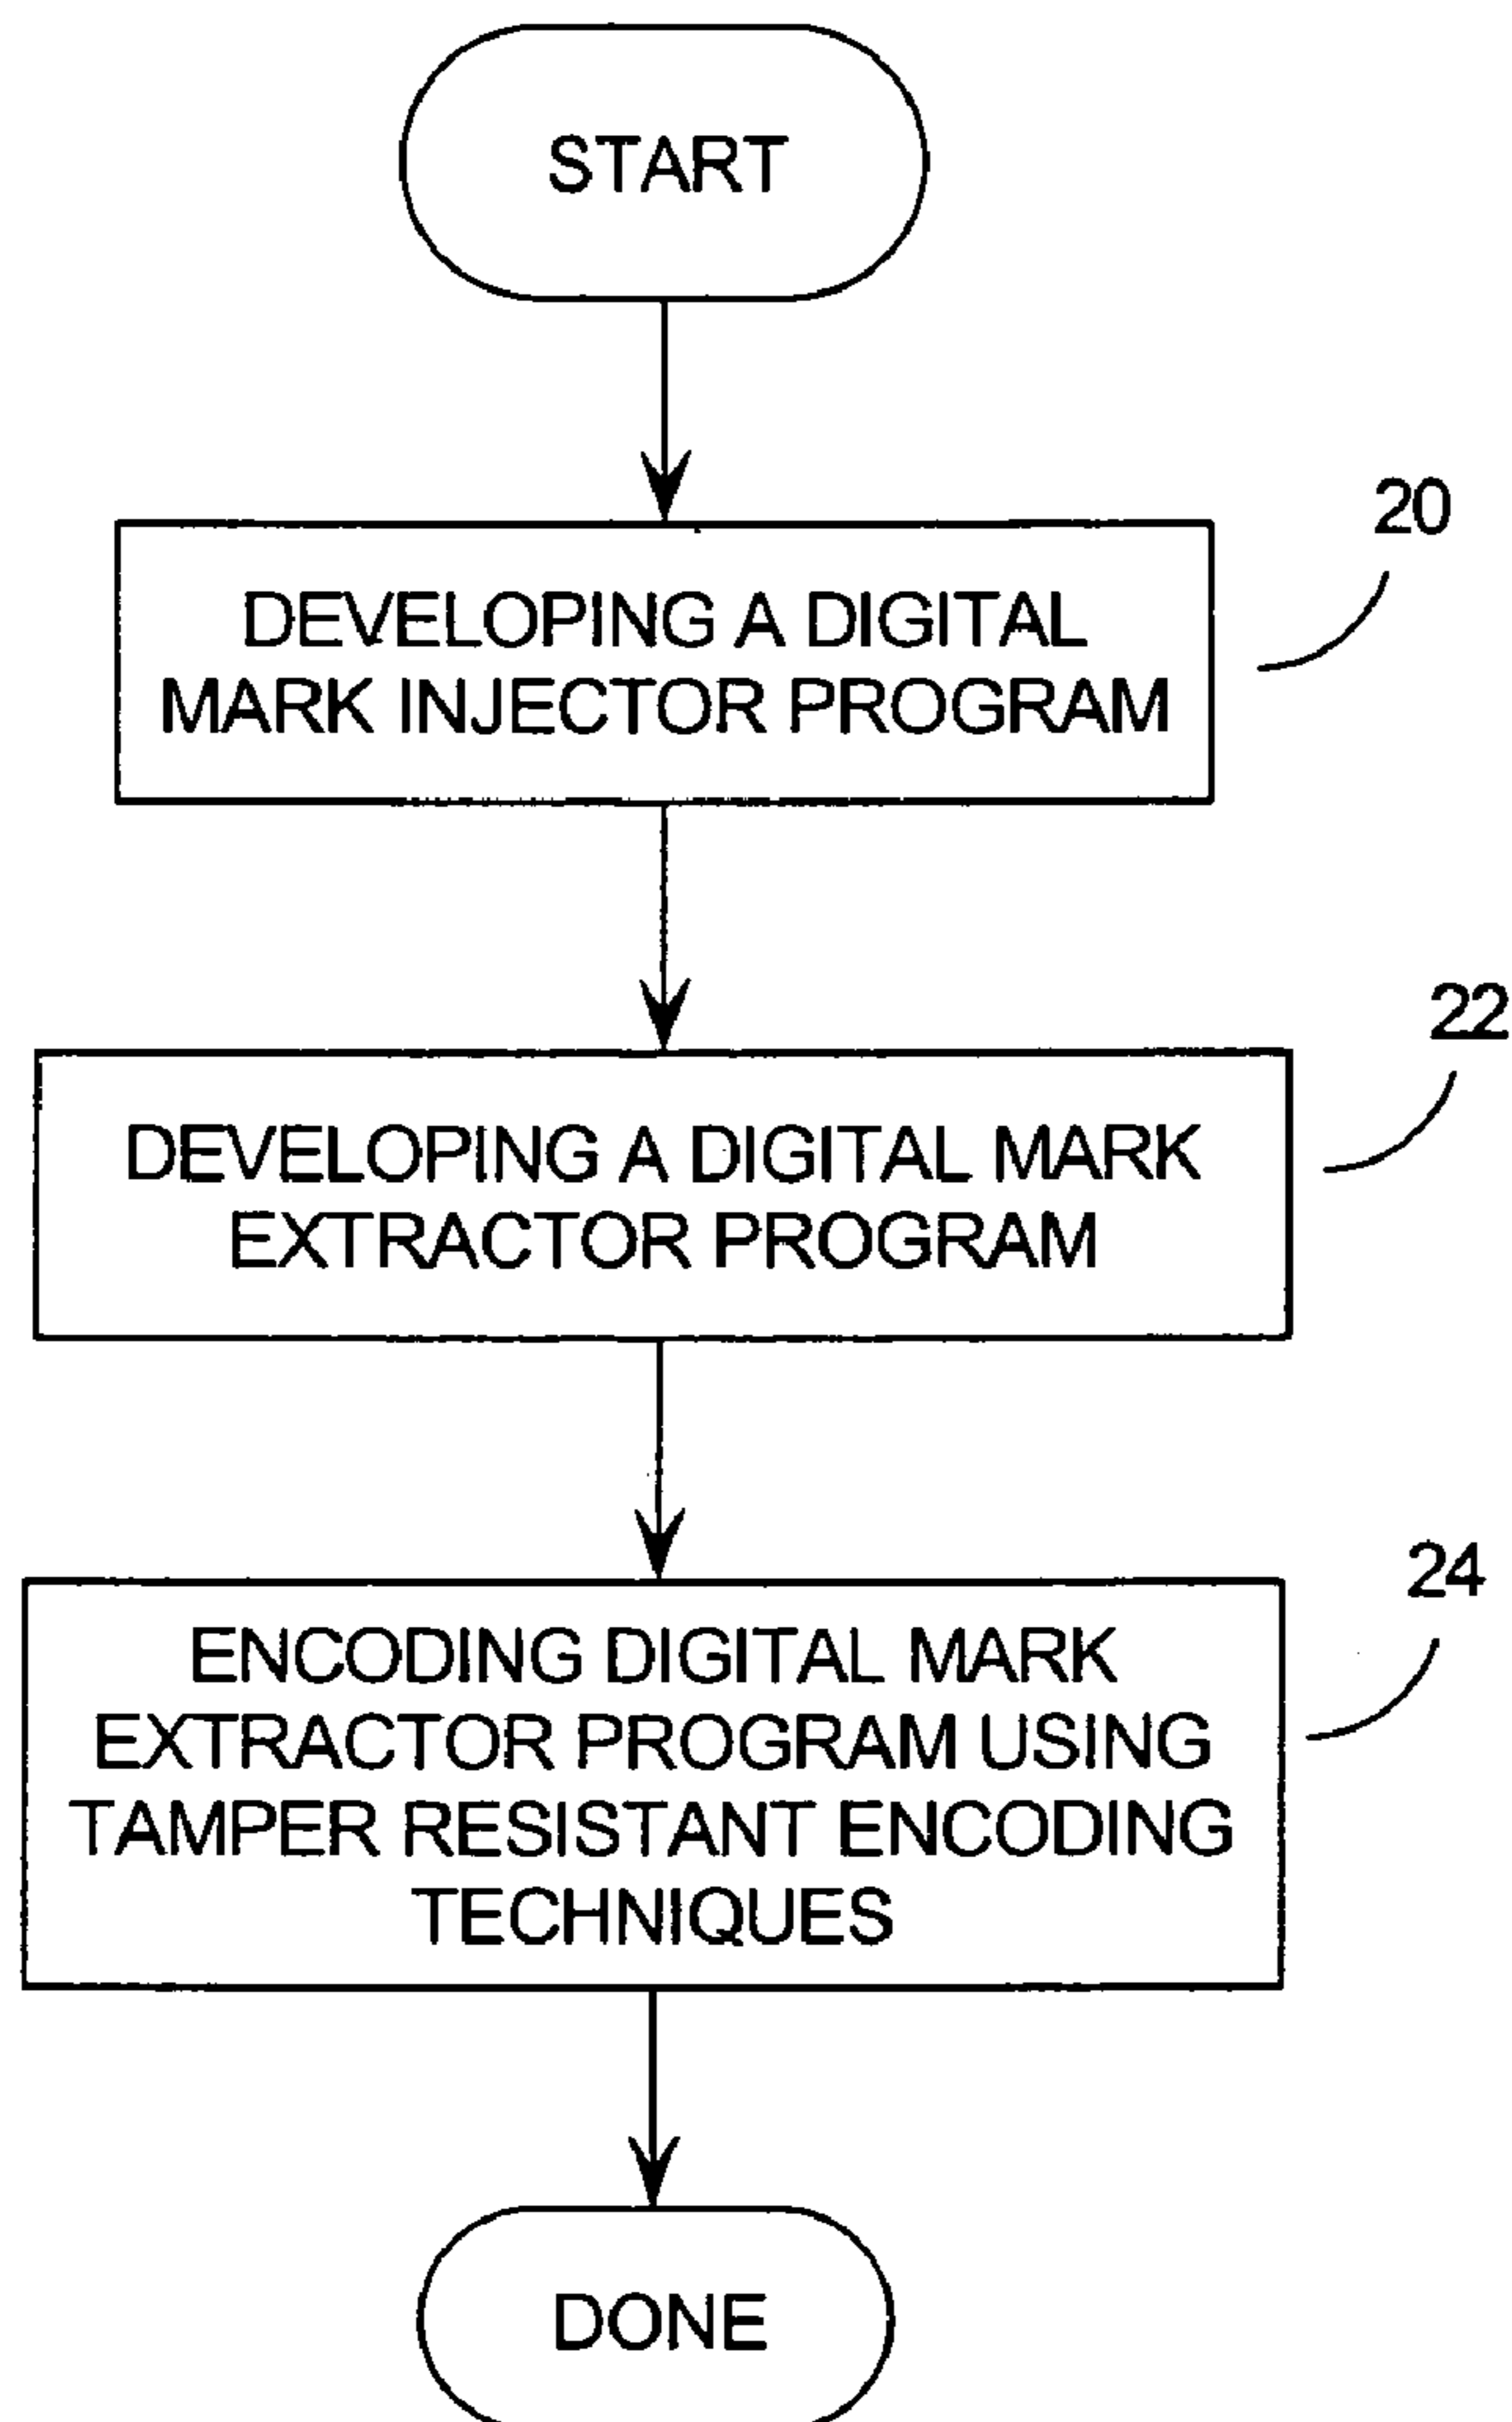 START
20
DEVELOPING A DIGITAL
MARK INJECTOR PROGRAM
22
DEVELOPING A DIGITAL MARK
EXTRACTOR PROGRAM
24
ENCODING DIGITAL MARK
EXTRACTOR PROGRAM USING
TAMPER RESISTANT ENCODING
TECHNIQUES
DONE